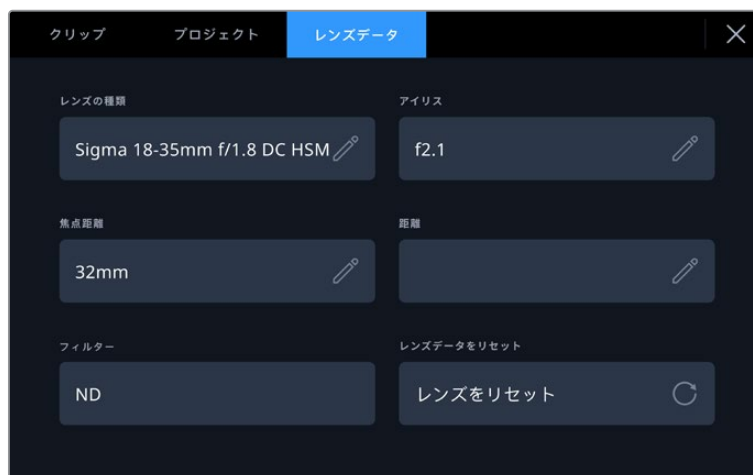 クリップ プロジェクト レンズデータ
レンズの種類 アイリス
Sigma 18-35mm f/1.8 DC HSM f2.1
焦点距離 距離
32mm
フィルター レンズデータをリセット
ND レンズをリセット